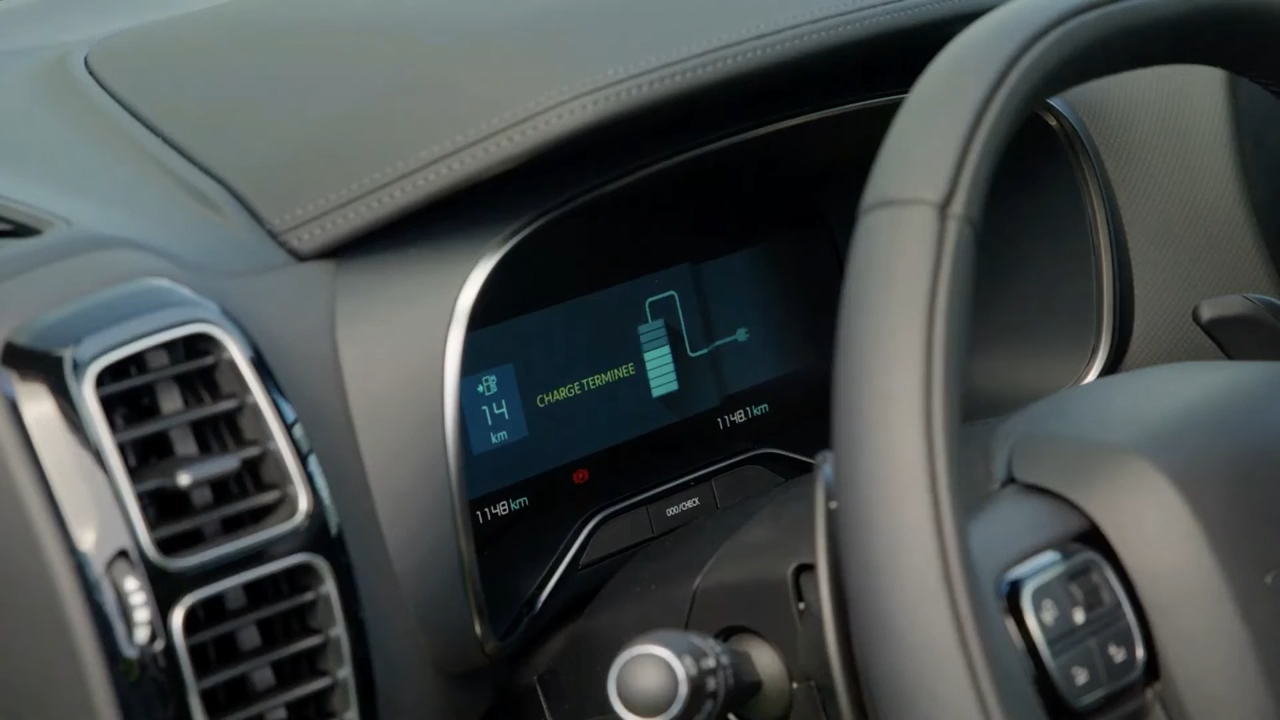 14
km
CHARGE TERMINEE
1148 km
1148.1 km
000/CHECK